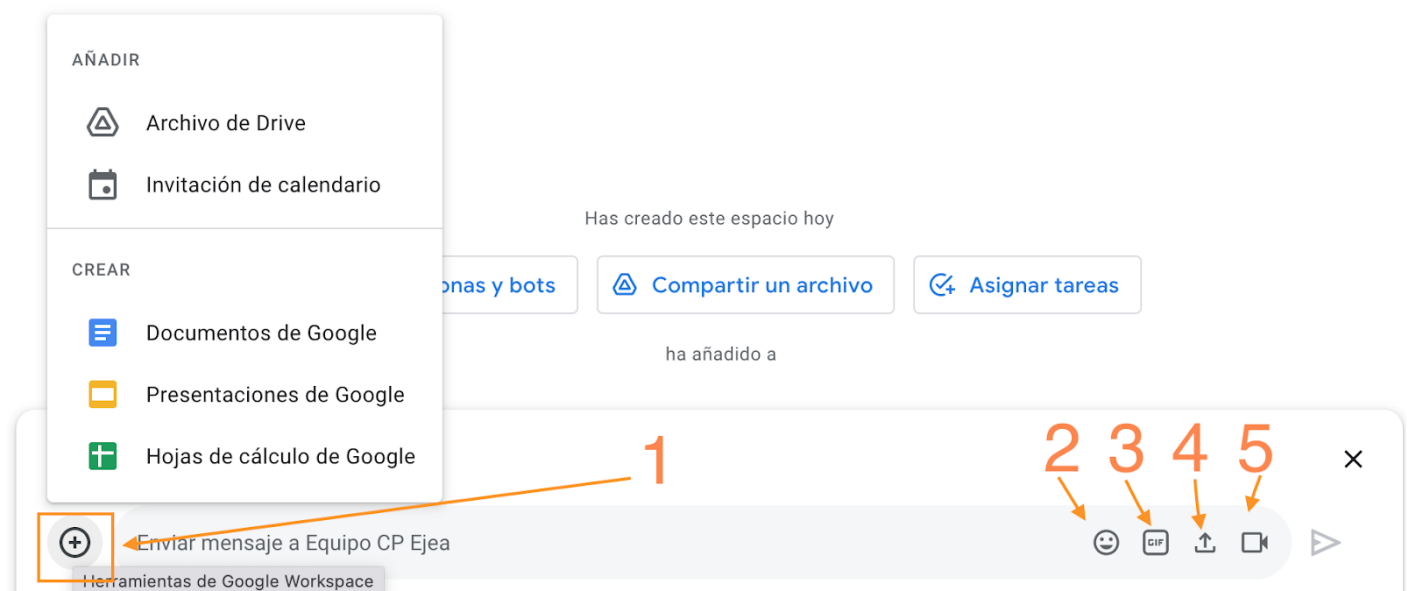 AÑADIR
Archivo de Drive
Invitación de calendario
Has creado este espacio hoy
CREAR
y bots
Compartir un archivo
Asignar tareas
Documentos de Google
ha añadido a
Presentaciones de Google
Hojas de cálculo de Google
1
2 3 4 5
Enviar mensaje a Equipo CP Ejea
GIF
Herramientas de Google Workspace